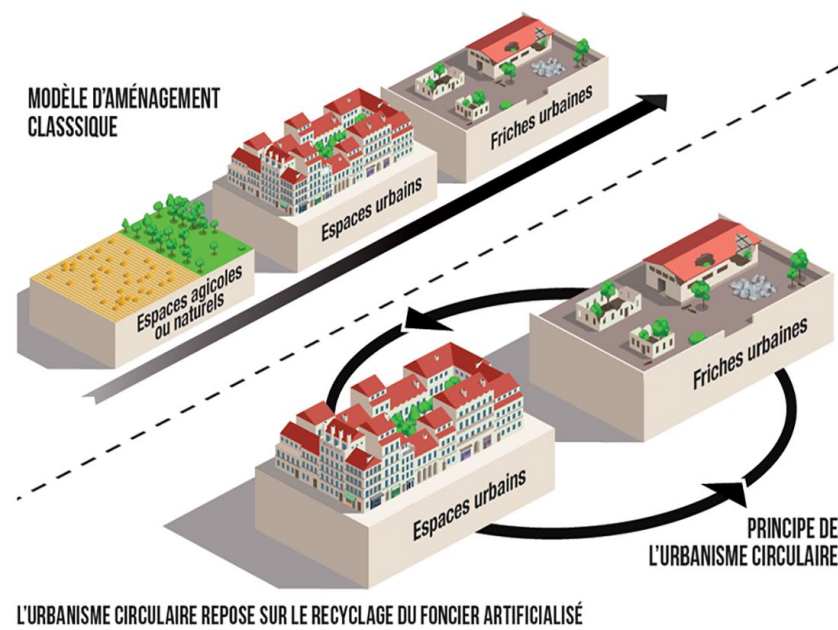 MODÈLE D'AMÉNAGEMENT
CLASSSIQUE
Friches urbaines
Espaces urbains
Espaces agicoles
ou naturels
Friches urbaines
Espaces urbains
PRINCIPE DE
L'URBANISME CIRCULAIRE
L'URBANISME CIRCULAIRE REPOSE SUR LE RECYCLAGE DU FONCIER ARTIFICIALISÉ